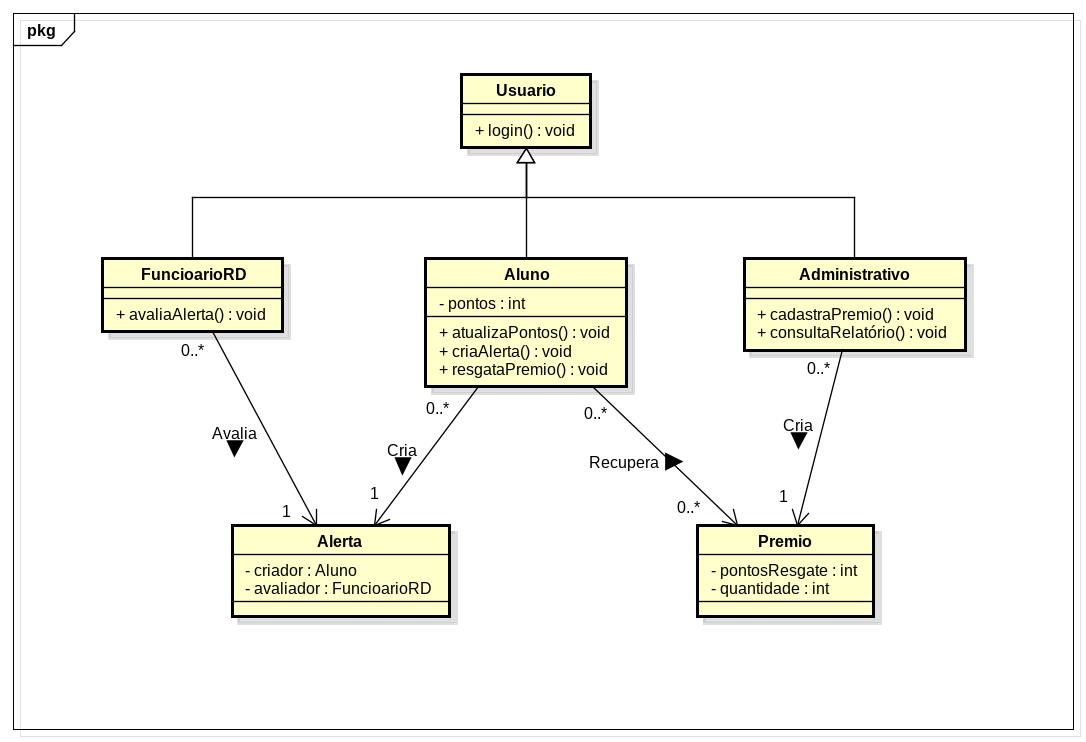 pkg
Usuario
+ login() : void
FuncioarioRD
+ avaliaAlerta() : void
Aluno
- pontos : int
+ atualizaPontos() : void
+ criaAlerta() : void
+ resgataPremio() : void
Administrativo
+ cadastraPremio() : void
+ consultaRelatório() : void
0..*
Avalia
1
0..*
Cria
1
0..*
Recupera
0..*
0..*
Cria
1
Alerta
- criador : Aluno
- avaliador : FuncioarioRD
Premio
- pontosResgate : int
- quantidade : int